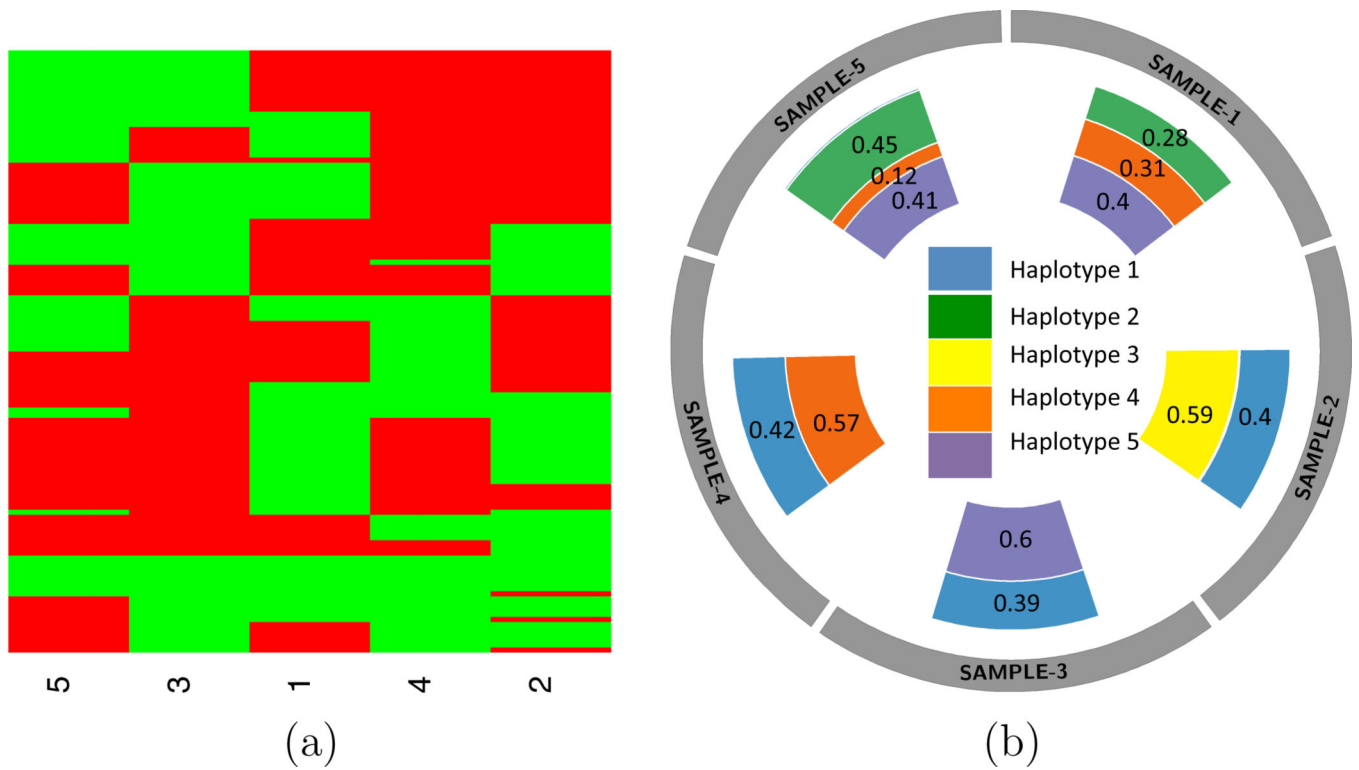 5 3 1 4 2
(a)
SAMPLE-5
SAMPLE-1
0.45
0.12
0.41
0.28
0.31
0.4
Haplotype 1
Haplotype 2
Haplotype 3
Haplotype 4
Haplotype 5
0.42 0.57
0.59 0.4
SAMPLE-4
SAMPLE-2
0.6
0.39
SAMPLE-3
(b)